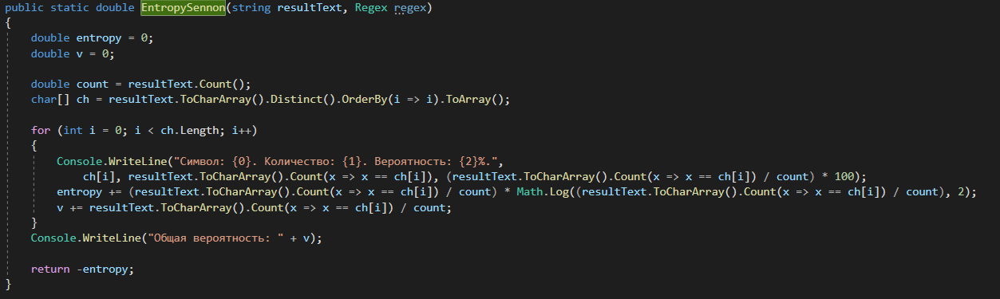 public static double EntropySennon(string resultText, Regex regex)
{
    double entropy = 0;
    double v = 0;

    double count = resultText.Count();
    char[] ch = resultText.ToCharArray().Distinct().OrderBy(i => i).ToArray();

    for (int i = 0; i < ch.Length; i++)
    {
        Console.WriteLine("Символ: {0}. Количество: {1}. Вероятность: {2}%.",
            ch[i], resultText.ToCharArray().Count(x => x == ch[i]), (resultText.ToCharArray().Count(x => x == ch[i]) / count) * 100);
        entropy += (resultText.ToCharArray().Count(x => x == ch[i]) / count) * Math.Log((resultText.ToCharArray().Count(x => x == ch[i]) / count), 2);
        v += resultText.ToCharArray().Count(x => x == ch[i]) / count;
    }
    Console.WriteLine("Общая вероятность: " + v);

    return -entropy;
}